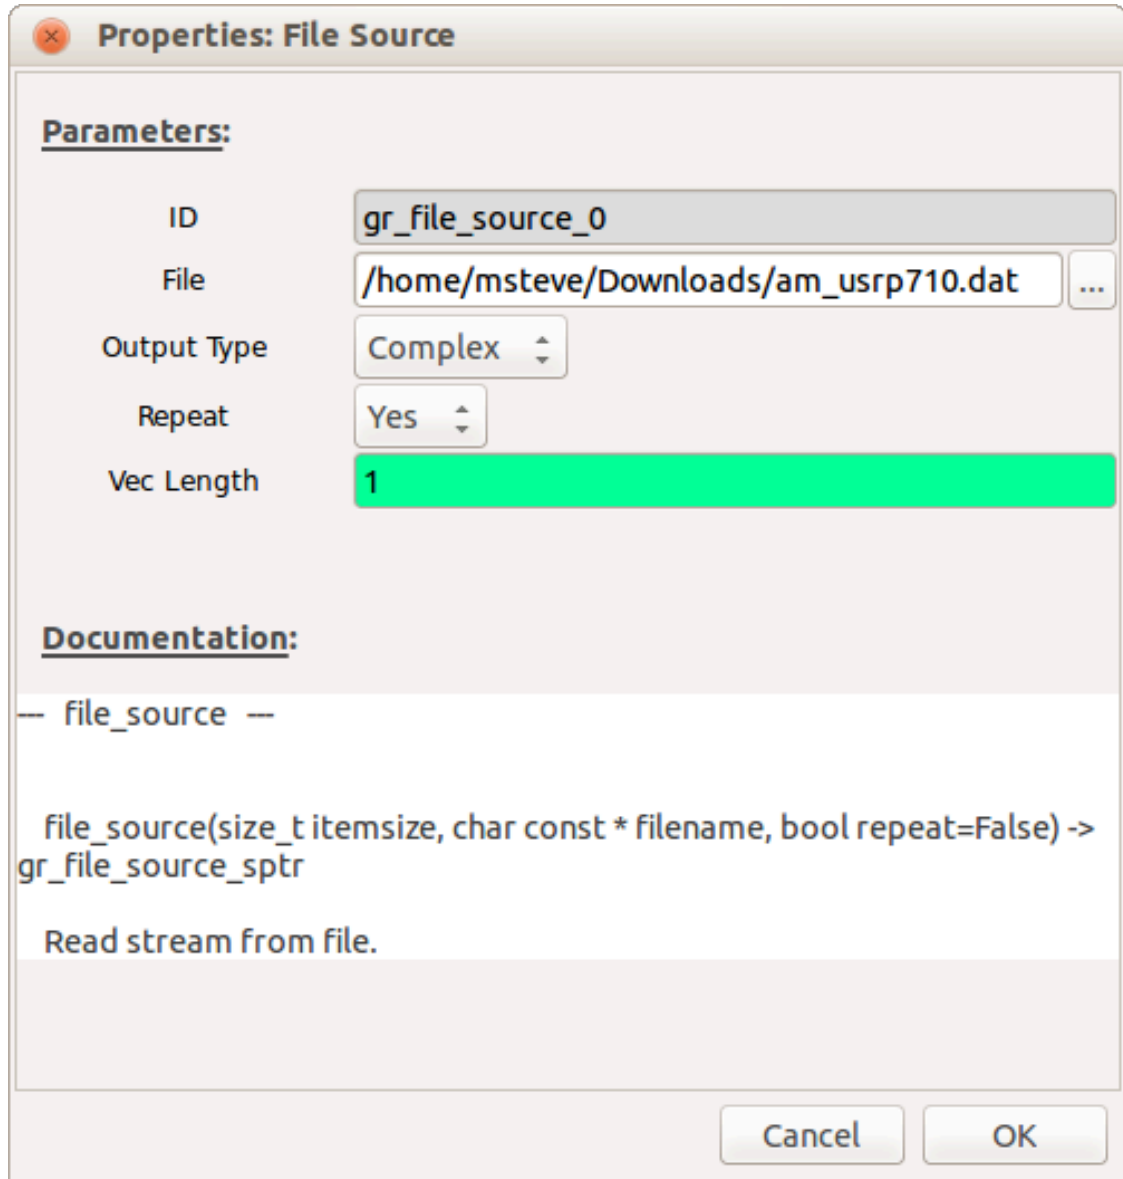 Properties: File Source
Parameters:
ID
gr_file_source_0
File
/home/msteve/Downloads/am_usrp710.dat
...
Output Type
Complex
Repeat
Yes
Vec Length
1
Documentation:
--- file_source ---
file_source(size_t itemsize, char const * filename, bool repeat=False) ->
gr_file_source_sptr
Read stream from file.
Cancel
OK